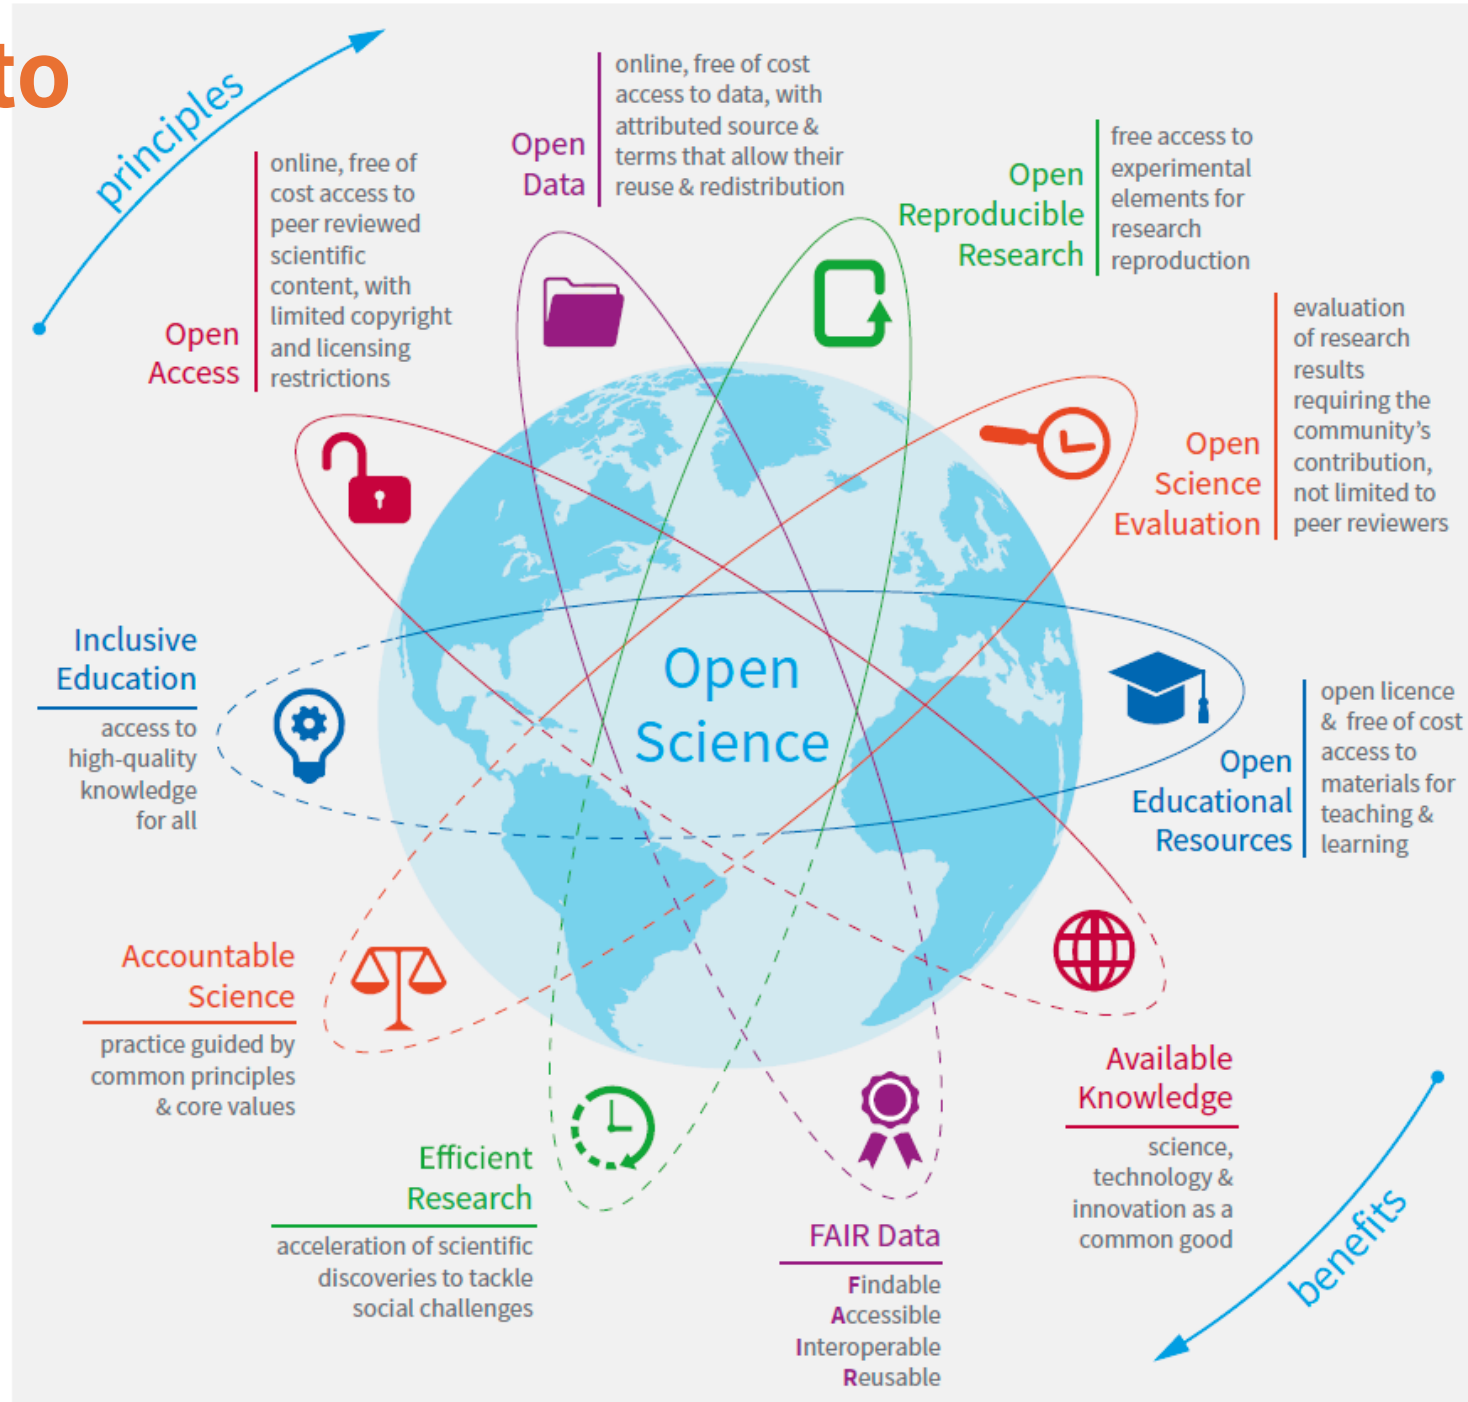 to
principles
Open
Access
online, free of
cost access to
peer reviewed
scientific
content, with
limited copyright
and licensing
restrictions
Open
Data
online, free of cost
access to data, with
attributed source &
terms that allow their
reuse & redistribution
Open
Reproducible
Research
free access to
experimental
elements for
research
reproduction
Open
Science
Evaluation
evaluation
of research
results
requiring the
community’s
contribution,
not limited to
peer reviewers
Open
Science
Inclusive
Education
access to
high-quality
knowledge
for all
Open
Educational
Resources
open licence
& free of cost
access to
materials for
teaching &
learning
Accountable
Science
practice guided by
common principles
& core values
Efficient
Research
acceleration of scientific
discoveries to tackle
social challenges
FAIR Data
Findable
Accessible
Interoperable
Reusable
Available
Knowledge
science,
technology &
innovation as a
common good
benefits